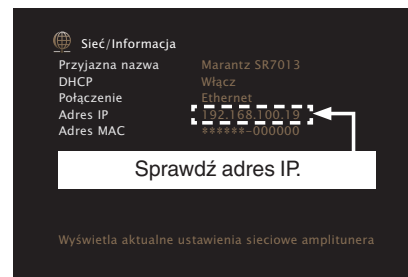 Sieć/Informacja
Przyjazna nazwa Marantz SR7013
DHCP Włącz
Połączenie Ethernet
Adres IP 192.168.100.19
Adres MAC ******-000000
Sprawdź adres IP.
Wyświetla aktualne ustawienia sieciowe amplitunera